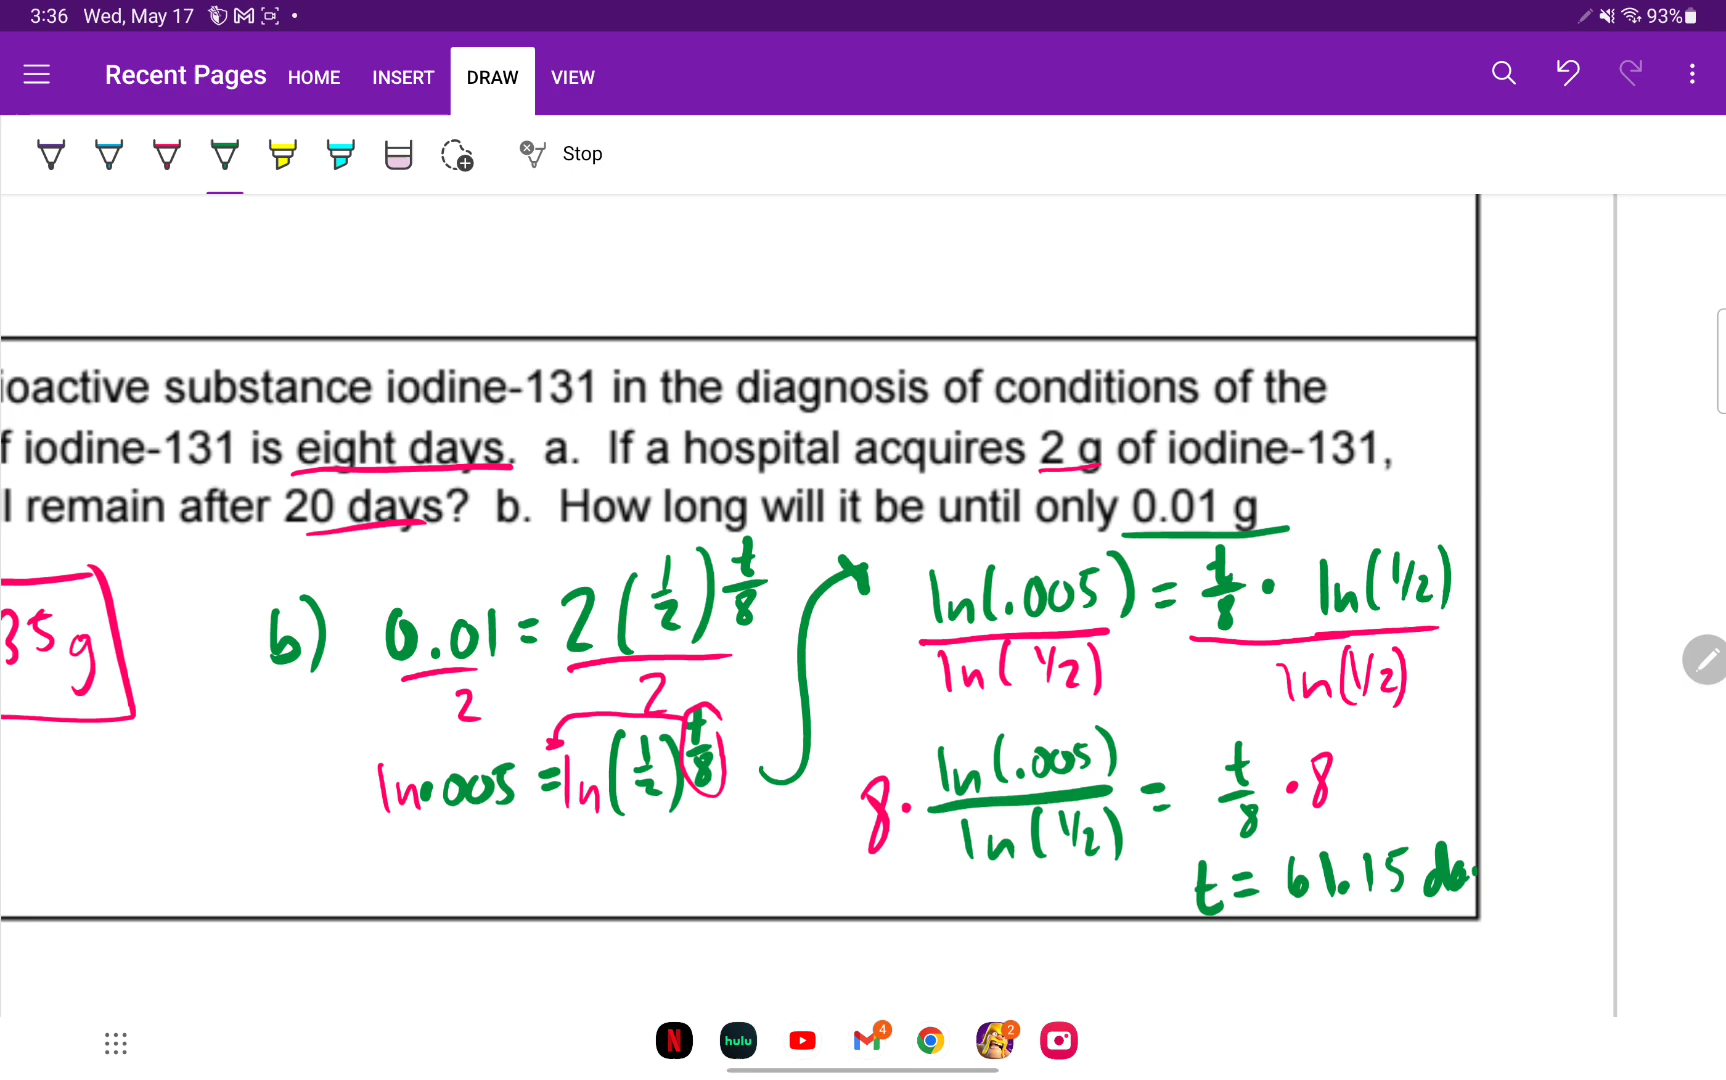 3:36 Wed, May 17
93%
Recent Pages HOME INSERT DRAW VIEW
Stop
ioactive substance iodine-131 in the diagnosis of conditions of the
f iodine-131 is eight days. a. If a hospital acquires 2 g of iodine-131,
l remain after 20 days? b. How long will it be until only 0.01 g
35g
b) 0.01 = 2(1/2)^t/8
2 2
ln .005 = ln(1/2)^t/8
ln(.005) = t/8 · ln(1/2)
ln(1/2) ln(1/2)
8 · ln(.005)/ln(1/2) = t/8 · 8
t = 61.15 da
N hulu 4 2